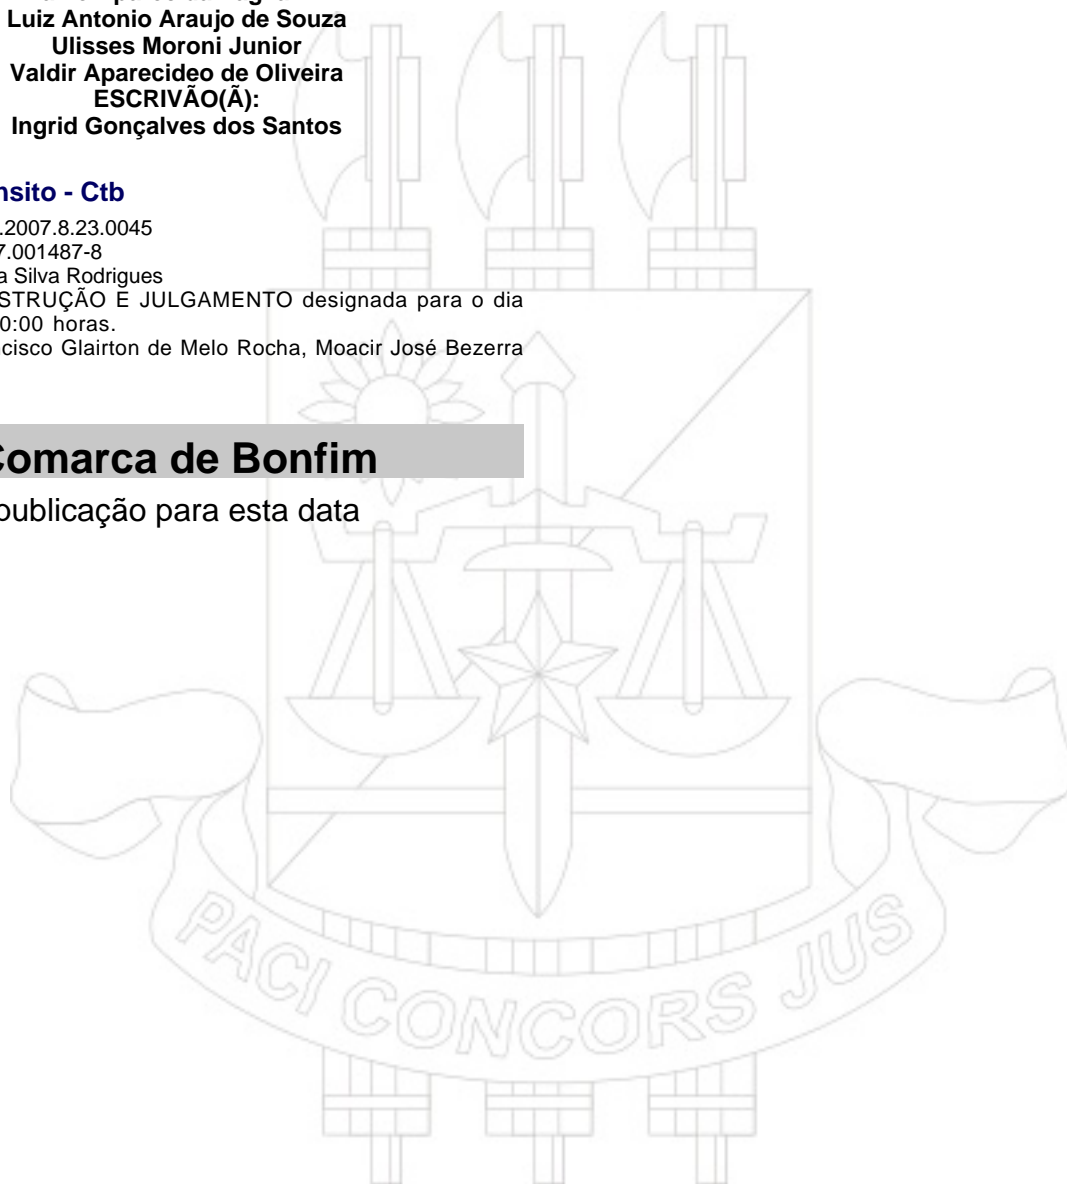 Luiz Antonio Araujo de Souza
Ulisses Moroni Junior
Valdir Aparecideo de Oliveira
ESCRIVÃO(Ã):
Ingrid Gonçalves dos Santos
nsito - Ctb
.2007.8.23.0045
7.001487-8
a Silva Rodrigues
STRUÇÃO E JULGAMENTO designada para o dia
0:00 horas.
cisco Glairton de Melo Rocha, Moacir José Bezerra
Comarca de Bonfim
publicação para esta data
PACI CONCORS JUS